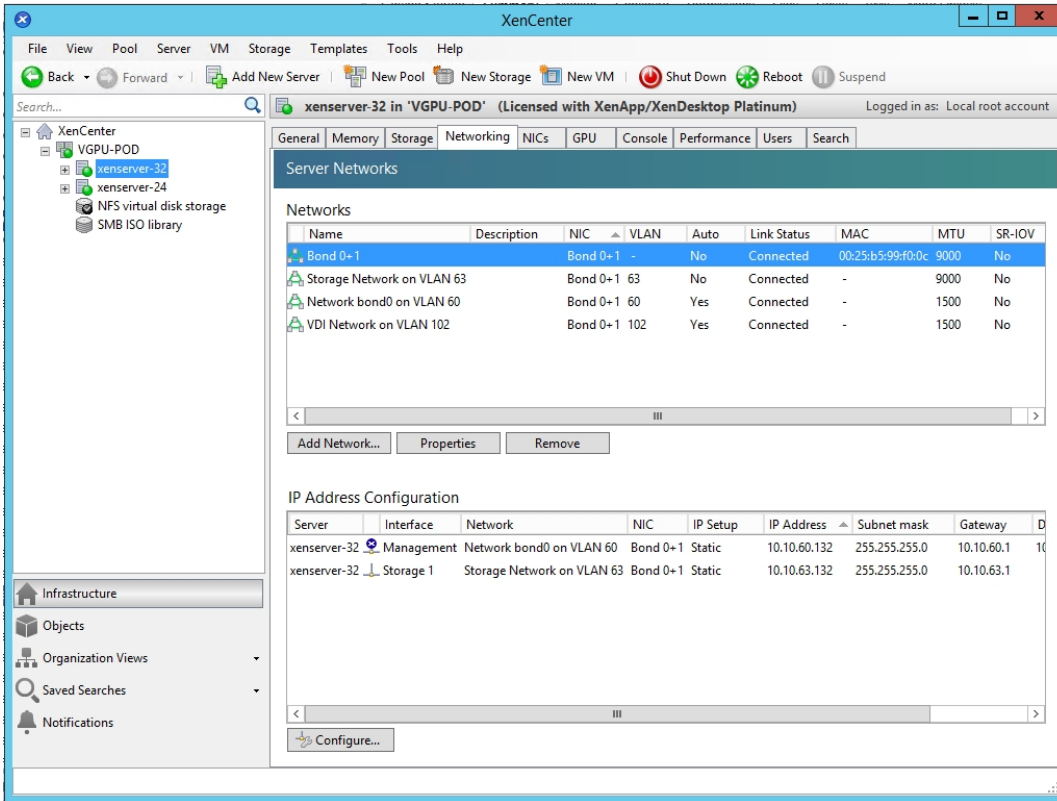 XenCenter
File View Pool Server VM Storage Templates Tools Help
Back Forward Add New Server New Pool New Storage New VM Shut Down Reboot Suspend
Search...
XenCenter
VGPU-POD
xenserver-32
xenserver-24
NFS virtual disk storage
SMB ISO library
Infrastructure
Objects
Organization Views
Saved Searches
Notifications
xenserver-32 in 'VGPU-POD' (Licensed with XenApp/XenDesktop Platinum) Logged in as: Local root account
General Memory Storage Networking NICs GPU Console Performance Users Search
Server Networks
Networks
Name Description NIC VLAN Auto Link Status MAC MTU SR-IOV
Bond 0+1 Bond 0+1 - No Connected 00:25:b5:99:f0:0c 9000 No
Storage Network on VLAN 63 Bond 0+1 63 No Connected - 9000 No
Network bond0 on VLAN 60 Bond 0+1 60 Yes Connected - 1500 No
VDI Network on VLAN 102 Bond 0+1 102 Yes Connected - 1500 No
Add Network... Properties Remove
IP Address Configuration
Server Interface Network NIC IP Setup IP Address Subnet mask Gateway D
xenserver-32 Management Network bond0 on VLAN 60 Bond 0+1 Static 10.10.60.132 255.255.255.0 10.10.60.1 10
xenserver-32 Storage 1 Storage Network on VLAN 63 Bond 0+1 Static 10.10.63.132 255.255.255.0 10.10.63.1
Configure...